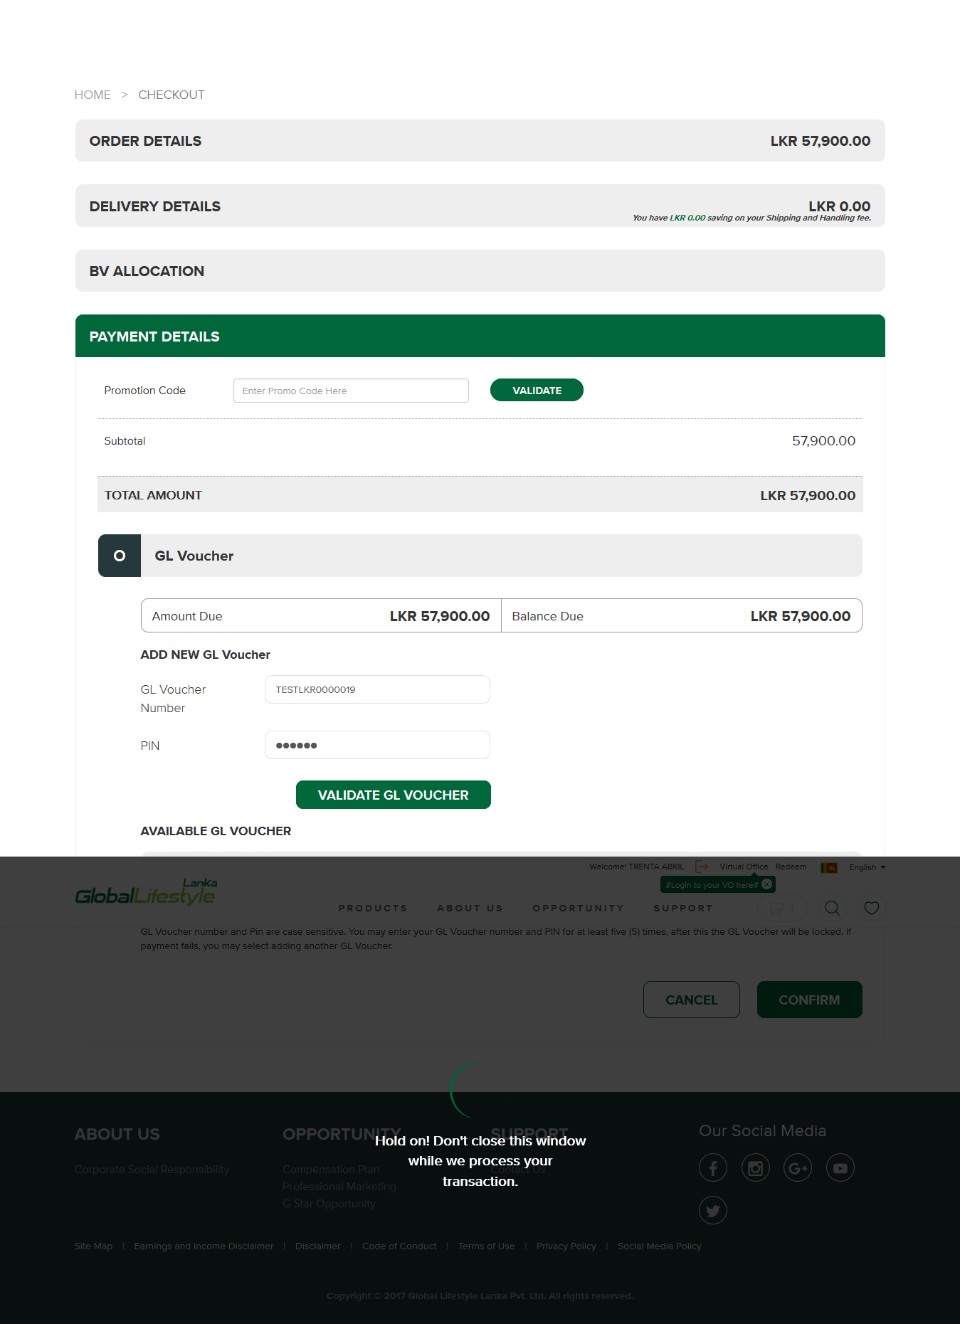 HOME > CHECKOUT
ORDER DETAILS LKR 57,900.00
DELIVERY DETAILS LKR 0.00
You have LKR 0.00 saving on your Shipping and Handling fee.
BV ALLOCATION
PAYMENT DETAILS
Promotion Code Enter Promo Code Here VALIDATE
Subtotal 57,900.00
TOTAL AMOUNT LKR 57,900.00
GL Voucher
Amount Due LKR 57,900.00 Balance Due LKR 57,900.00
ADD NEW GL Voucher
GL Voucher
Number
TESTLKR0000019
PIN ●●●●●●
VALIDATE GL VOUCHER
AVAILABLE GL VOUCHER
Welcome! TRENTA ABRIL Virtual Office Redeem English
#Login to your VO here#
Lanka
GlobalLifestyle
PRODUCTS ABOUT US OPPORTUNITY SUPPORT
GL Voucher number and Pin are case sensitive. You may enter your GL Voucher number and PIN for at least five (5) times, after this the GL Voucher will be locked. If
payment fails, you may select adding another GL Voucher.
CANCEL CONFIRM
ABOUT US OPPORTUNITY SUPPORT Our Social Media
Hold on! Don't close this window
while we process your
transaction.
Corporate Social Responsibility Compensation Plan Contact Us
Professional Marketing
G Star Opportunity
Site Map | Earnings and Income Disclaimer | Disclaimer | Code of Conduct | Terms of Use | Privacy Policy | Social Media Policy
Copyright © 2017 Global Lifestyle Lanka Pvt. Ltd. All rights reserved.